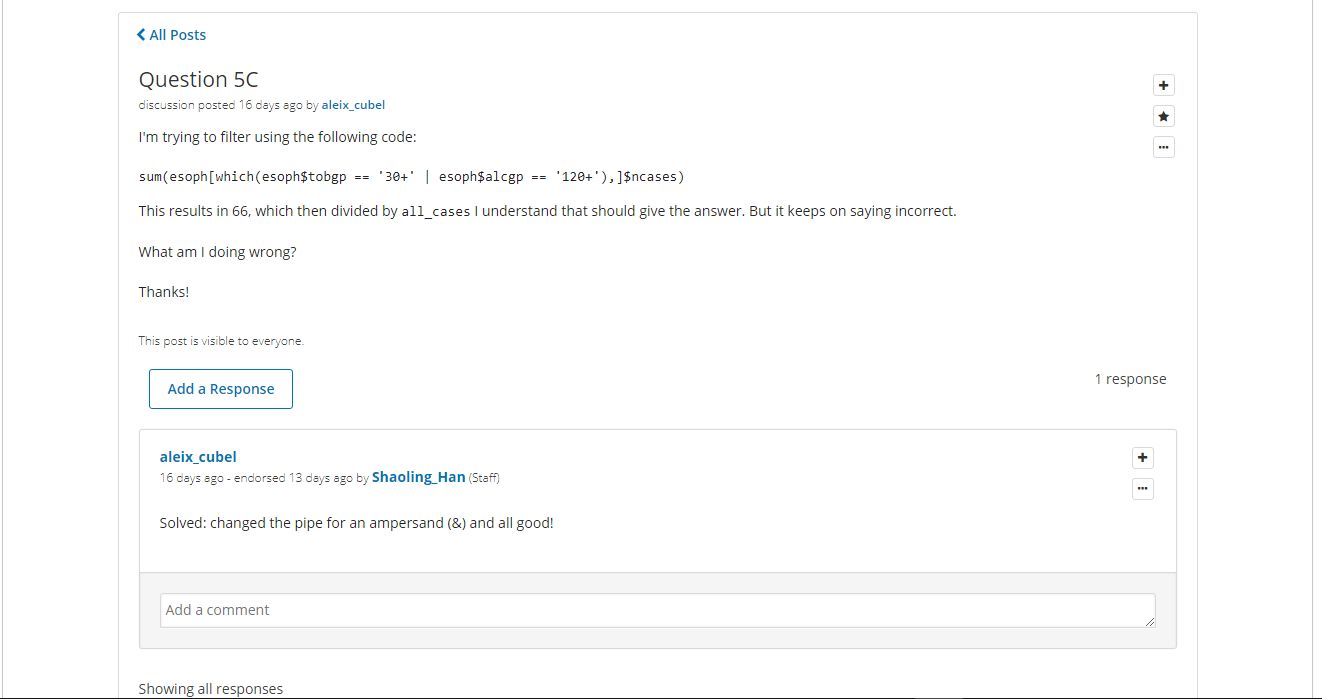 All Posts
Question 5C
discussion posted 16 days ago by aleix_cubel
I'm trying to filter using the following code:
sum(esoph[which(esoph$tobgp == '30+' | esoph$alcgp == '120+'),]$ncases)
This results in 66, which then divided by all_cases I understand that should give the answer. But it keeps on saying incorrect.
What am I doing wrong?
Thanks!
This post is visible to everyone.
Add a Response
1 response
aleix_cubel
16 days ago - endorsed 13 days ago by Shaoling_Han (Staff)
Solved: changed the pipe for an ampersand (&) and all good!
Add a comment
Showing all responses